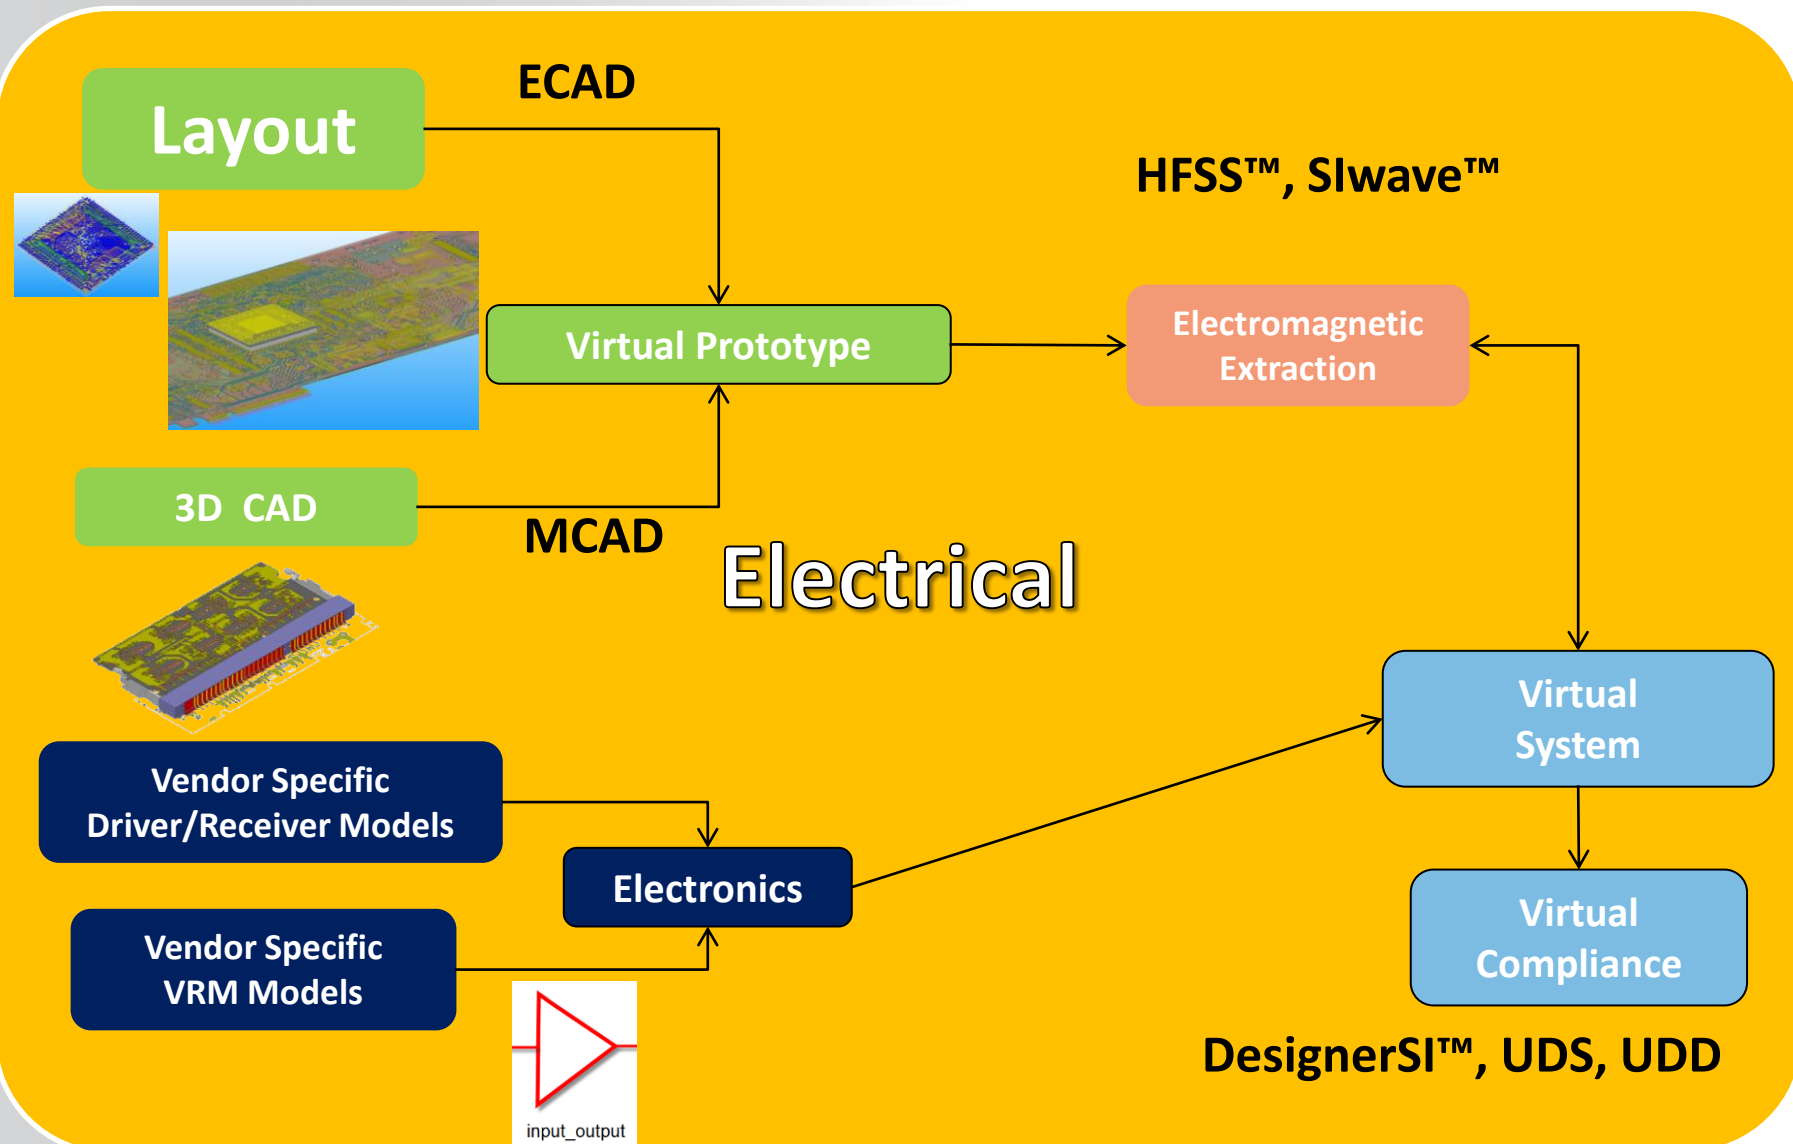 ECAD
Layout
HFSS™, SIwave™
Virtual Prototype
Electromagnetic
Extraction
3D CAD
MCAD
Electrical
Virtual
System
Vendor Specific
Driver/Receiver Models
Electronics
Vendor Specific
VRM Models
Virtual
Compliance
DesignerSI™, UDS, UDD
input_output